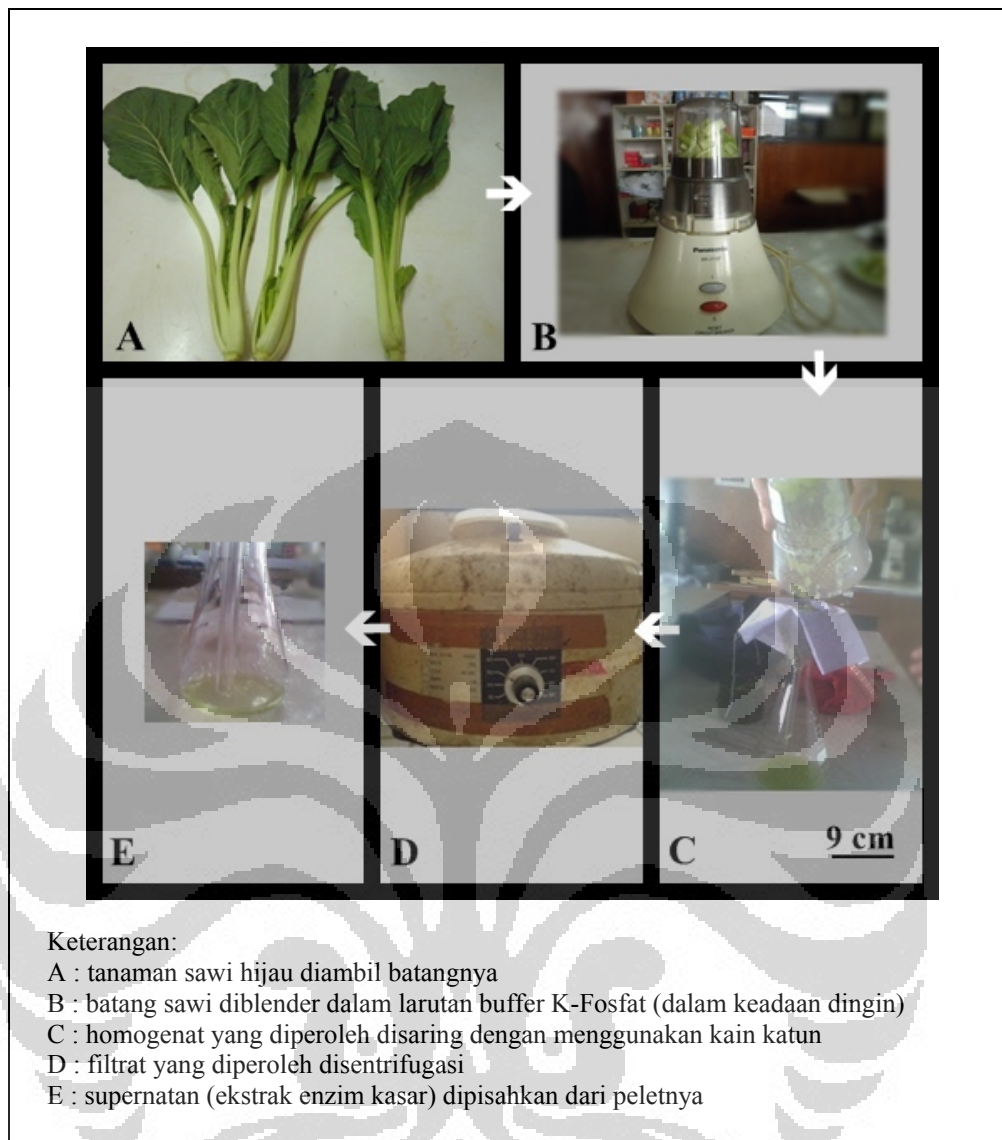 A
B
Panasonic
E
D
C
9 cm
Keterangan:
A : tanaman sawi hijau diambil batangnya
B : batang sawi diblender dalam larutan buffer K-Fosfat (dalam keadaan dingin)
C : homogenat yang diperoleh disaring dengan menggunakan kain katun
D : filtrat yang diperoleh disentrifugasi
E : supernatan (ekstrak enzim kasar) dipisahkan dari peletnya